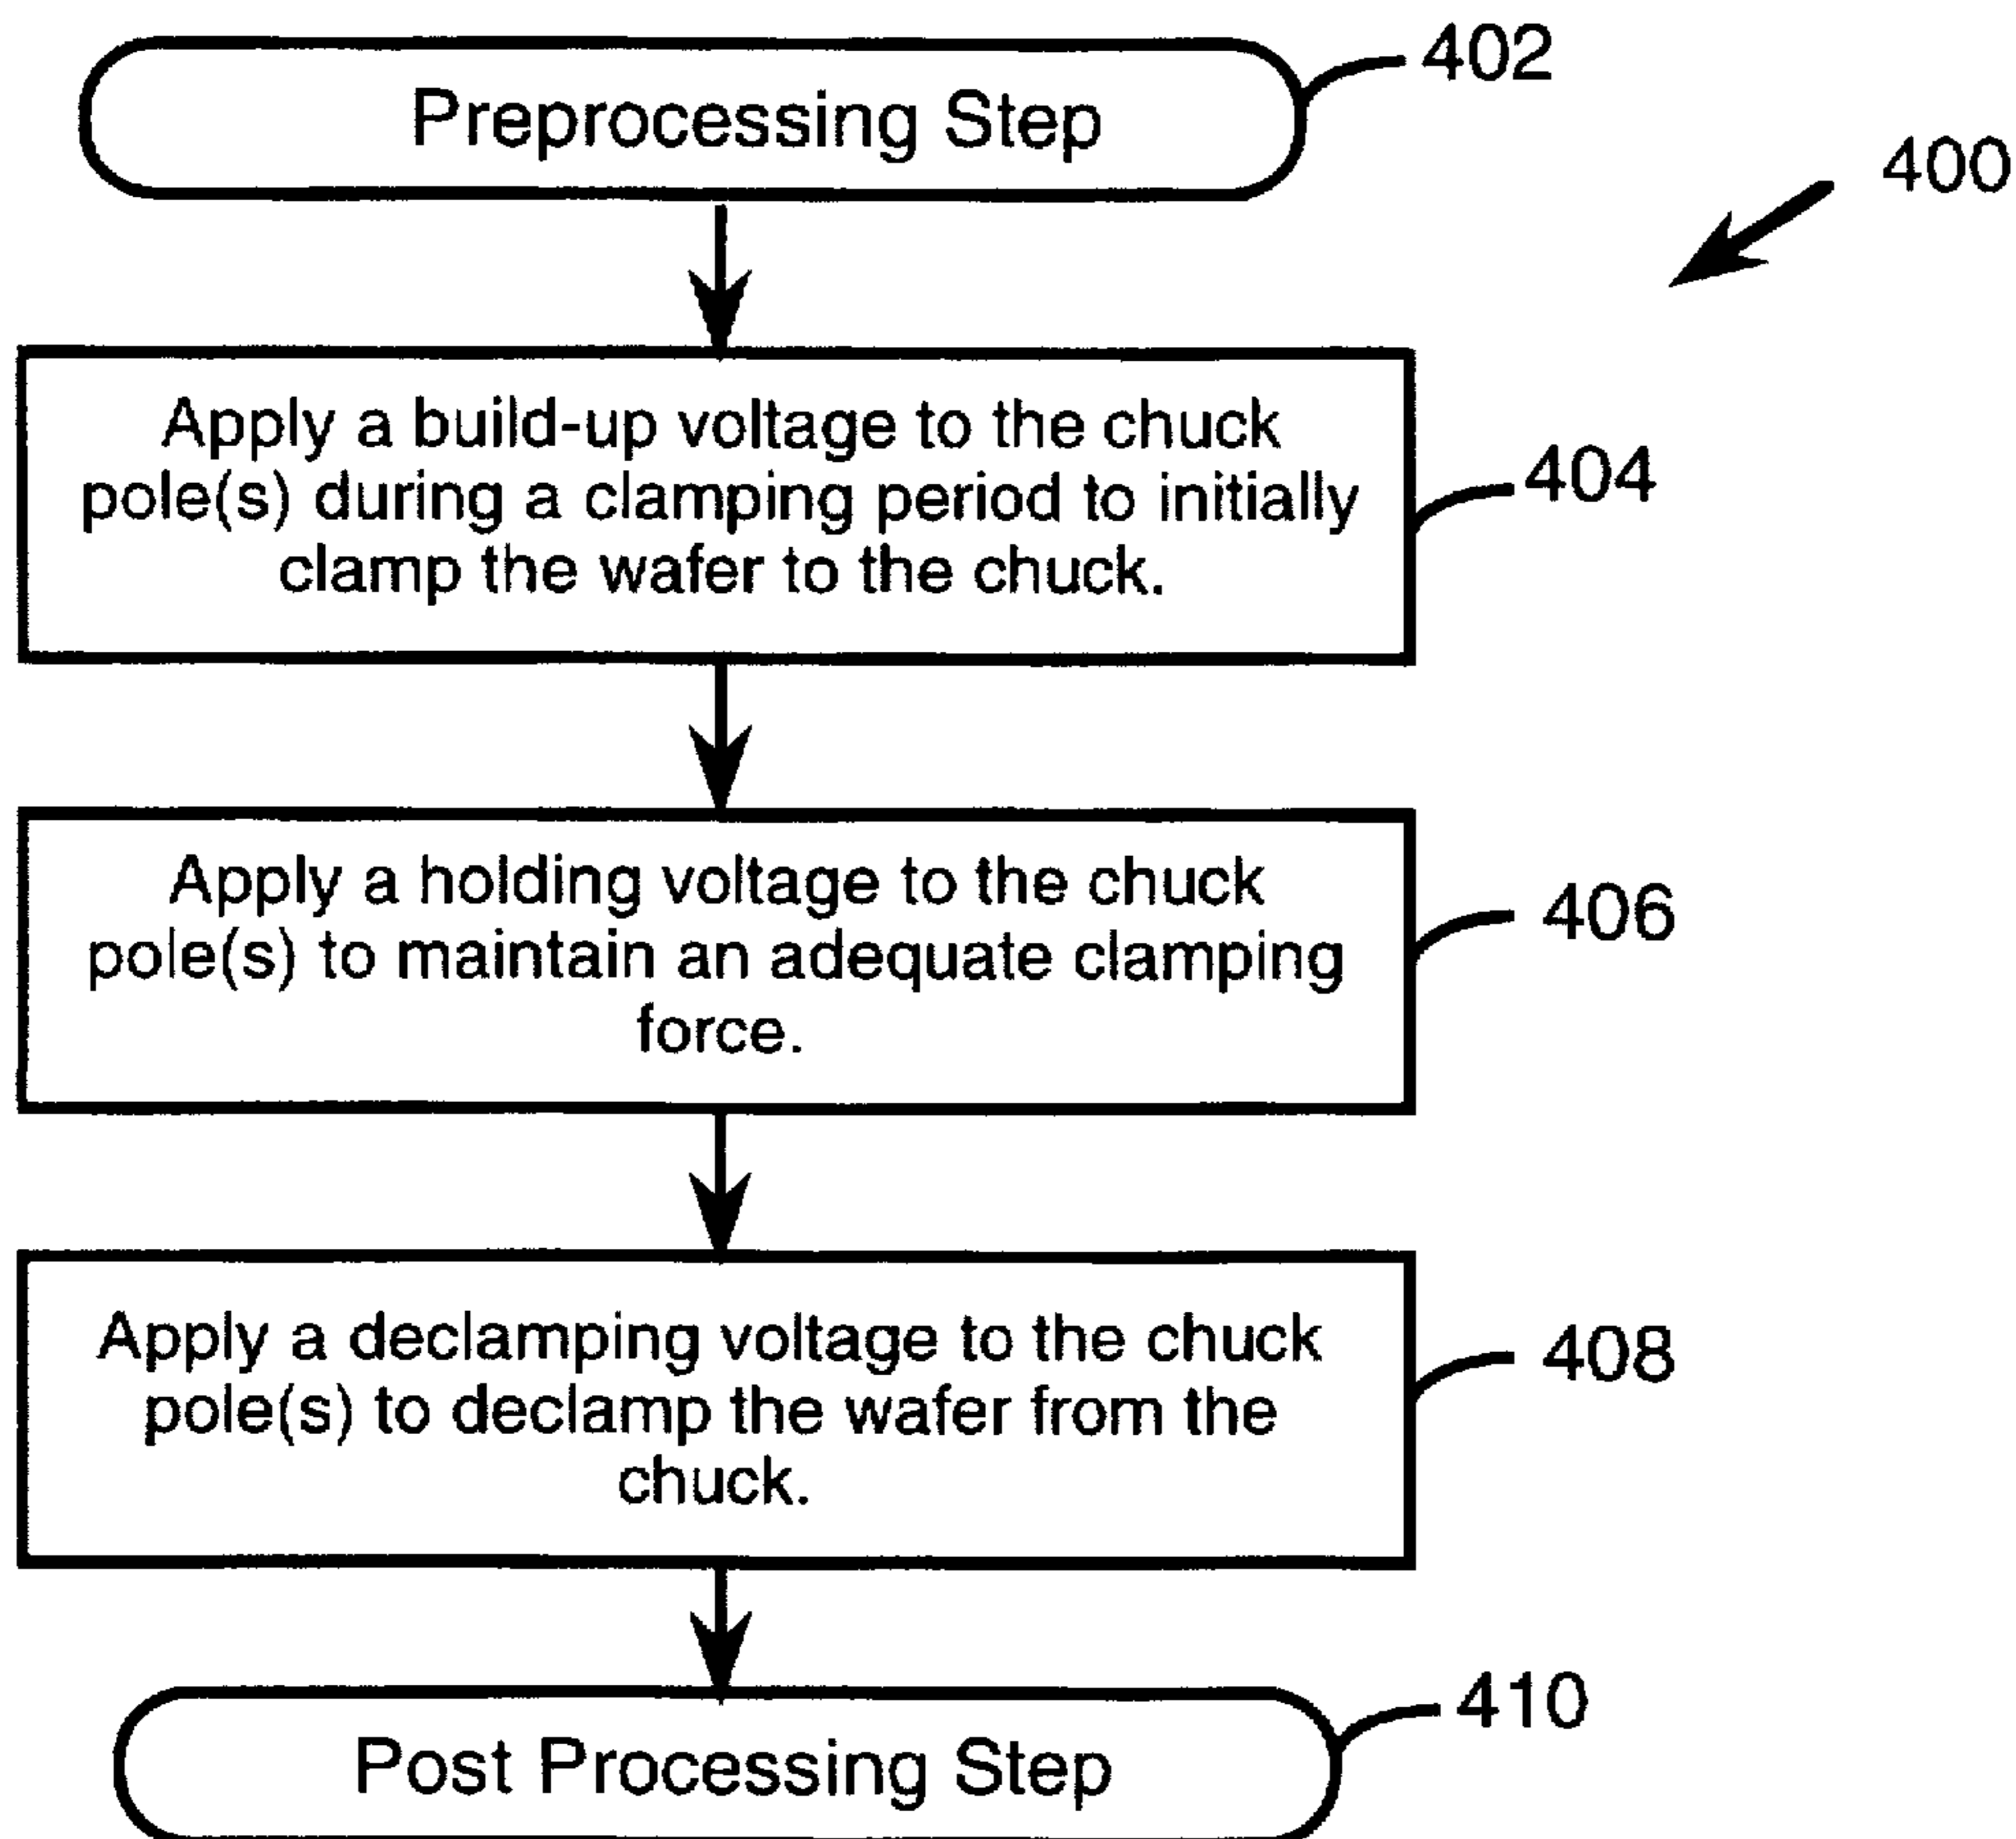 Preprocessing Step
402
400
Apply a build-up voltage to the chuck
pole(s) during a clamping period to initially
clamp the wafer to the chuck.
404
Apply a holding voltage to the chuck
pole(s) to maintain an adequate clamping
force.
406
Apply a declamping voltage to the chuck
pole(s) to declamp the wafer from the
chuck.
408
Post Processing Step
410